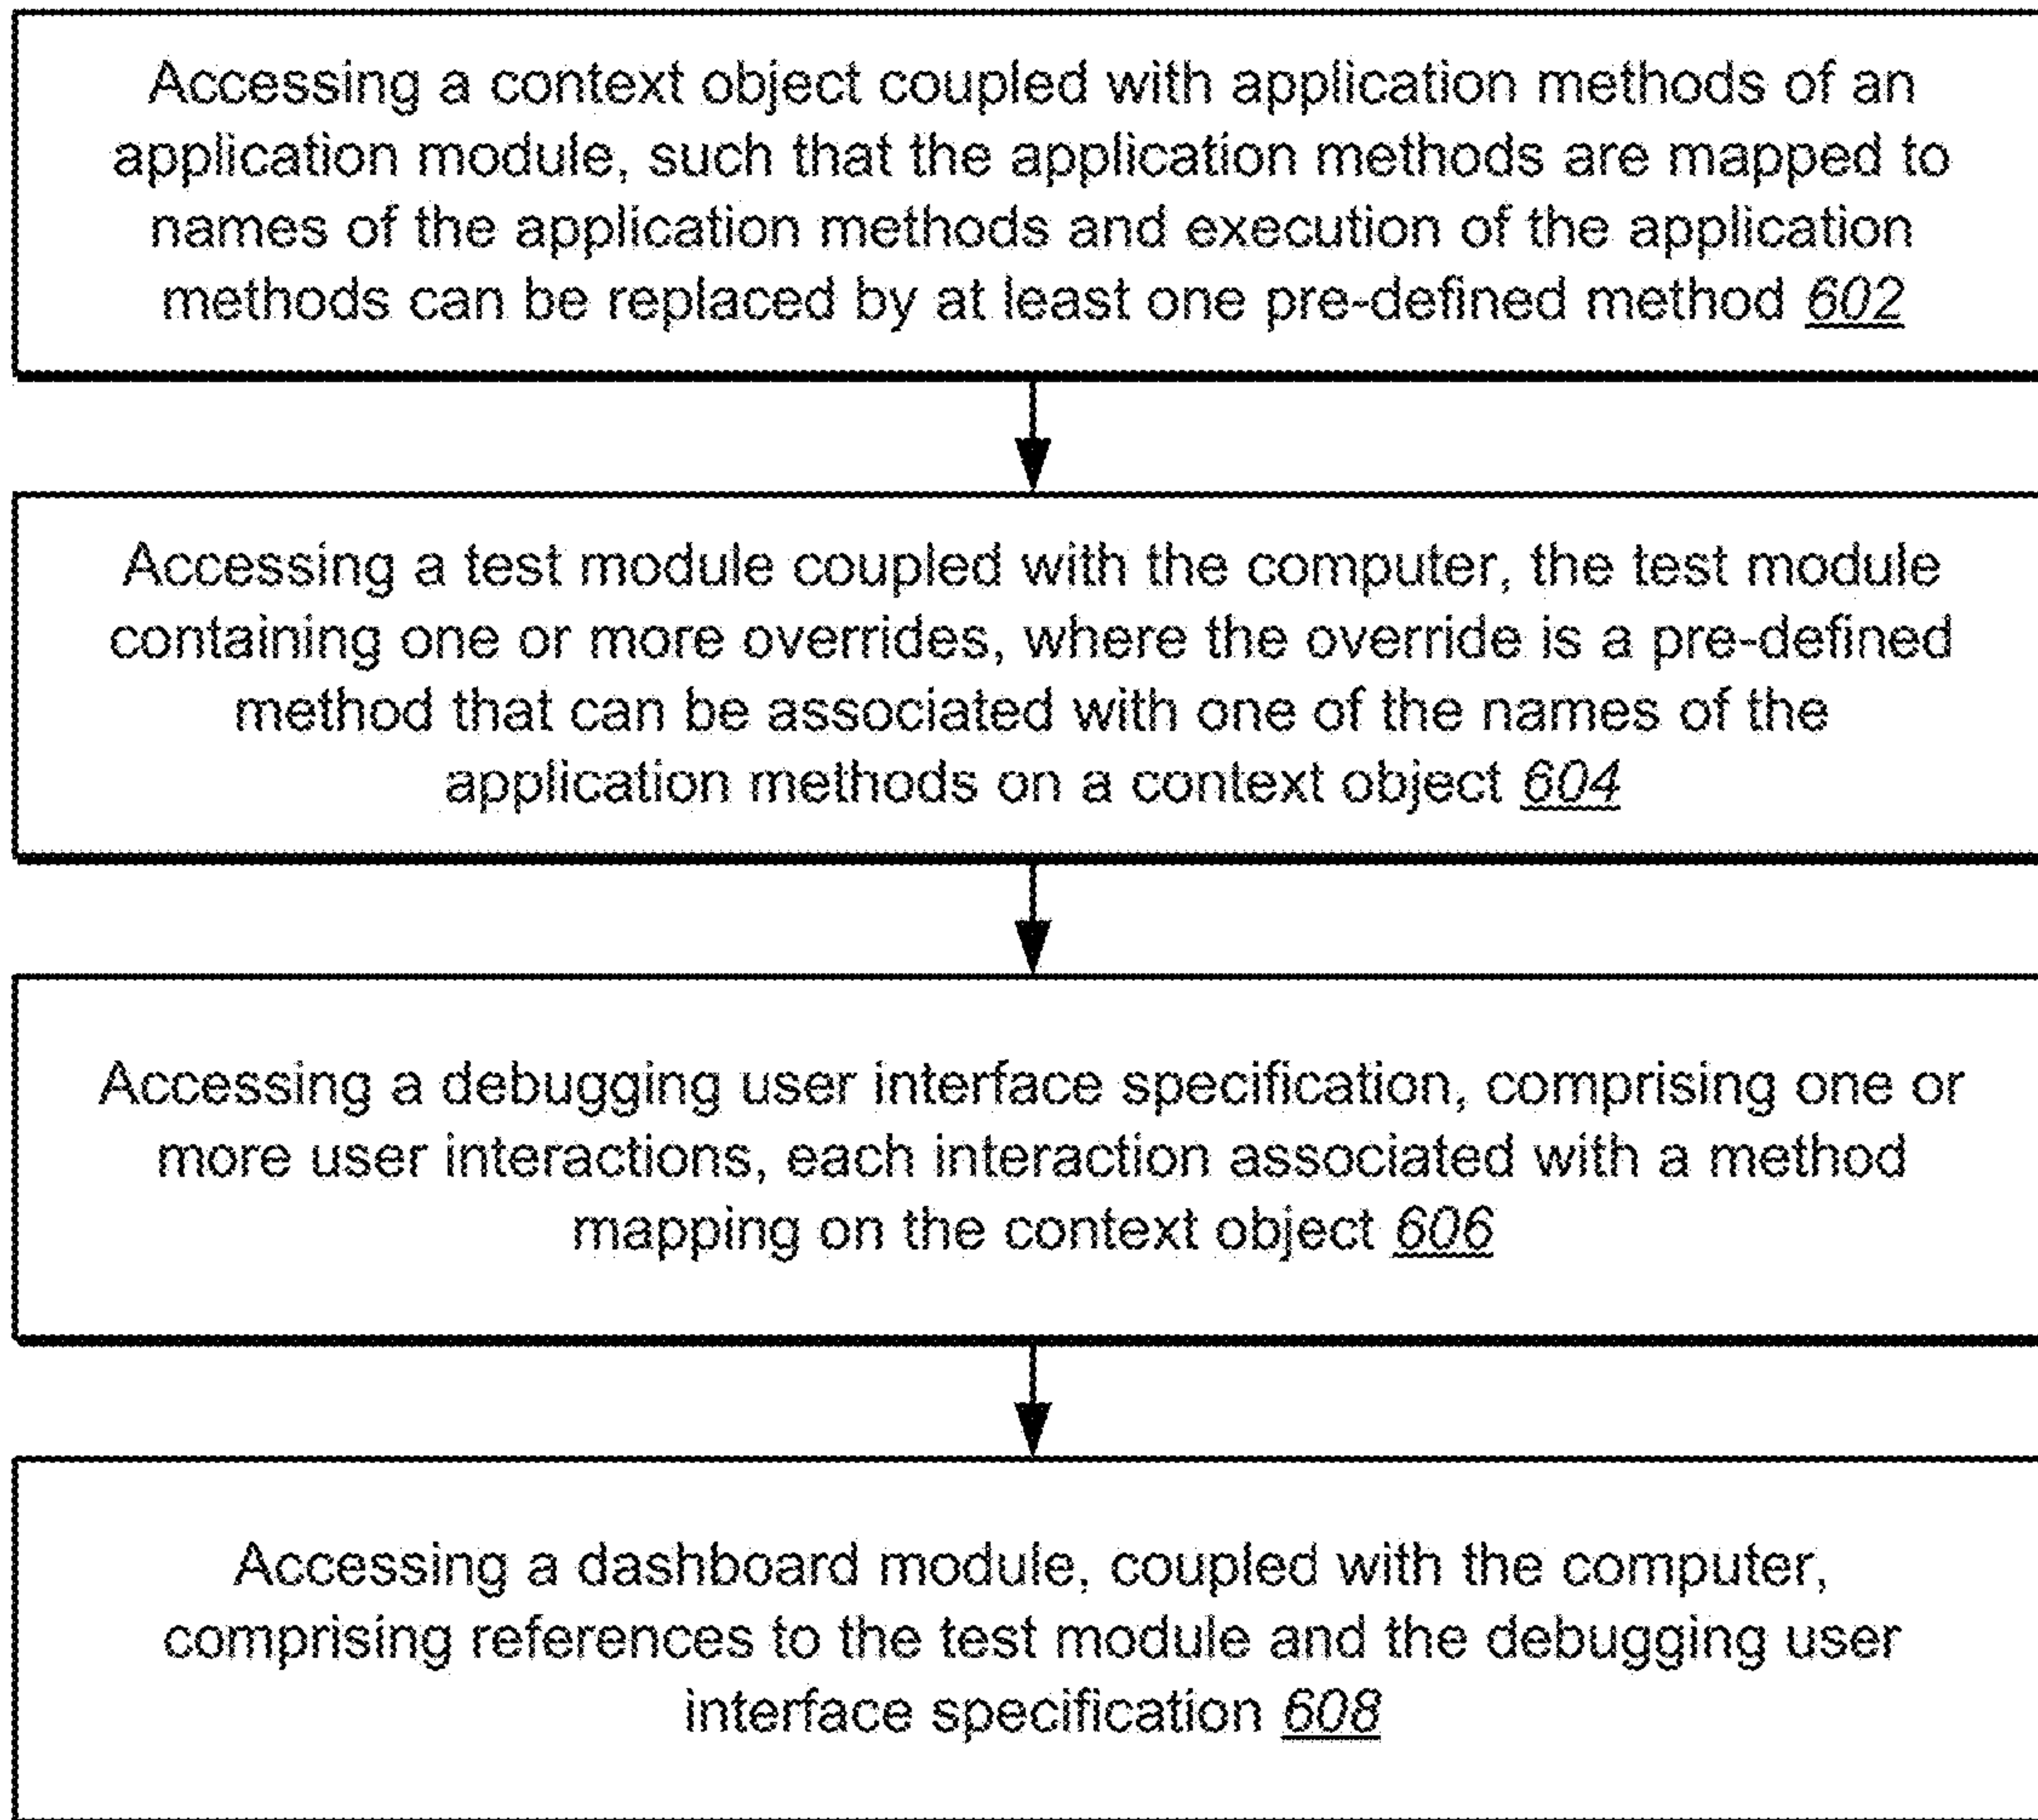 Accessing a context object coupled with application methods of an
application module, such that the application methods are mapped to
names of the application methods and execution of the application
methods can be replaced by at least one pre-defined method 602
Accessing a test module coupled with the computer, the test module
containing one or more overrides, where the override is a pre-defined
method that can be associated with one of the names of the
application methods on a context object 604
Accessing a debugging user interface specification, comprising one or
more user interactions, each interaction associated with a method
mapping on the context object 606
Accessing a dashboard module, coupled with the computer,
comprising references to the test module and the debugging user
interface specification 608